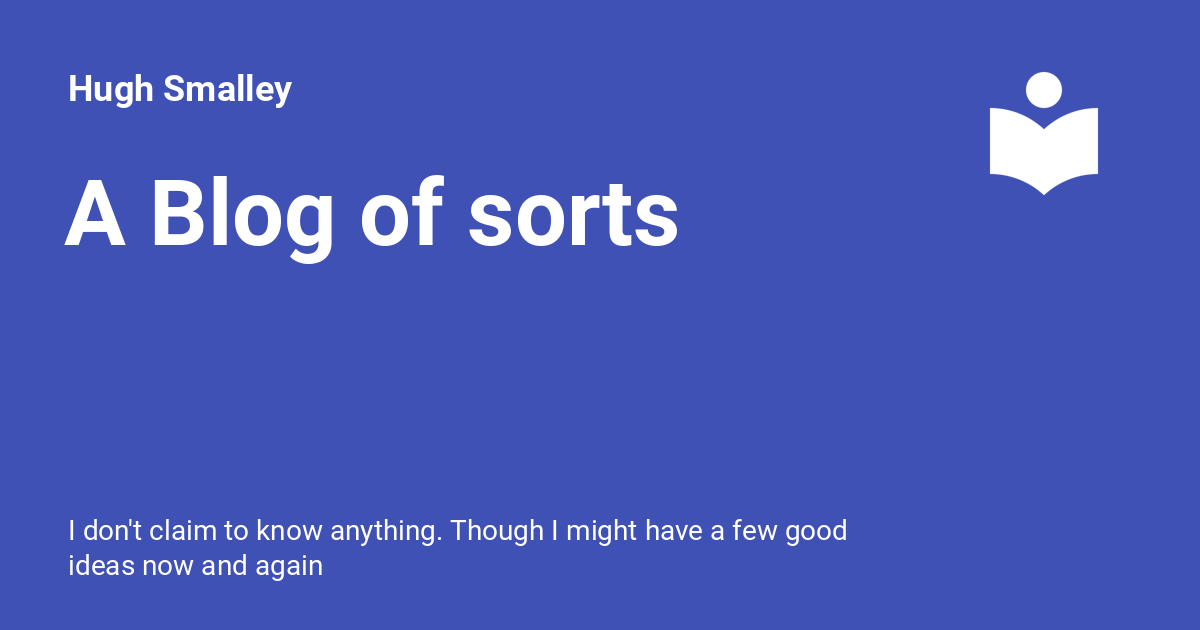 Hugh Smalley
A Blog of sorts
I don't claim to know anything. Though I might have a few good
ideas now and again